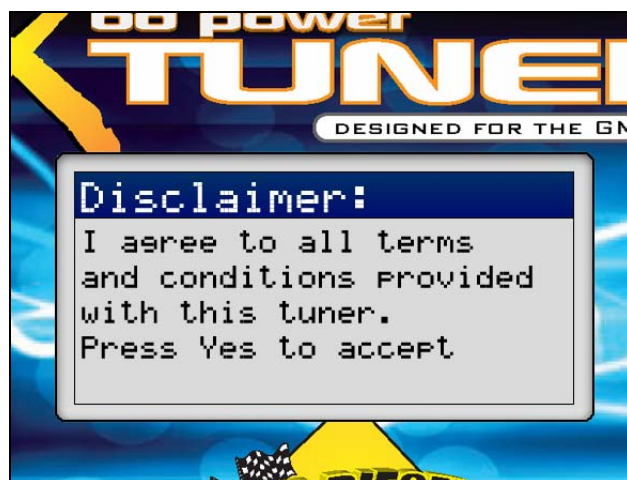 power
TUNE
DESIGNED FOR THE GM
Disclaimer:
I agree to all terms
and conditions provided
with this tuner.
Press Yes to accept